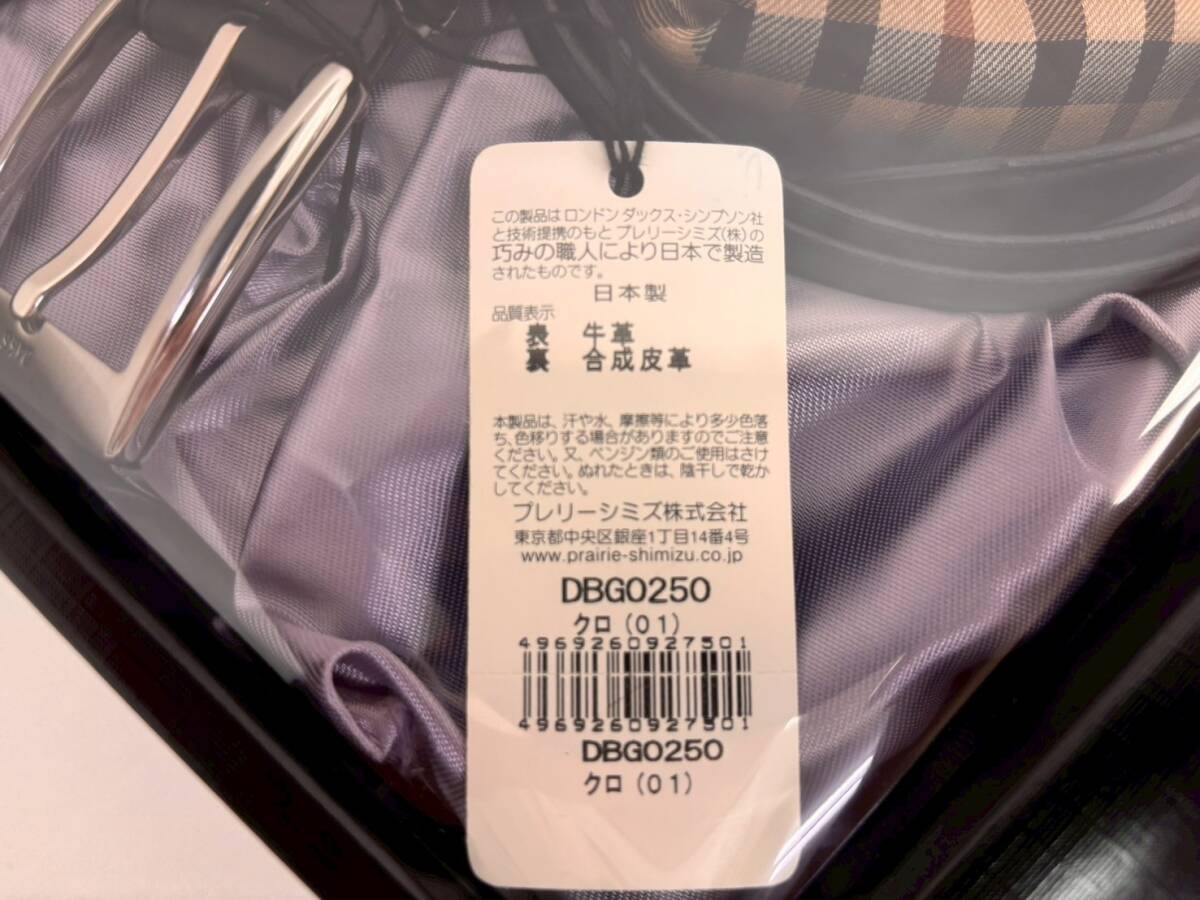 この製品は ロンドン ダックス・シンプソン社
と技術提携のもと プレリーシミズ(株)の
巧みの職人により日本で製造
されたものです。
日本製
品質表示
表 牛革
裏 合成皮革
本製品は、汗や水、摩擦等により多少色落
ち、色移りする場合がありますのでご注意
ください。又、ベンジン類のご使用はさけ
てください。ぬれたときは、陰干しで乾か
してください。
プレリーシミズ株式会社
東京都中央区銀座1丁目14番4号
www.prairie-shimizu.co.jp
DBG0250
クロ(01)
4969260927501
4969260927501
DBG0250
クロ(01)